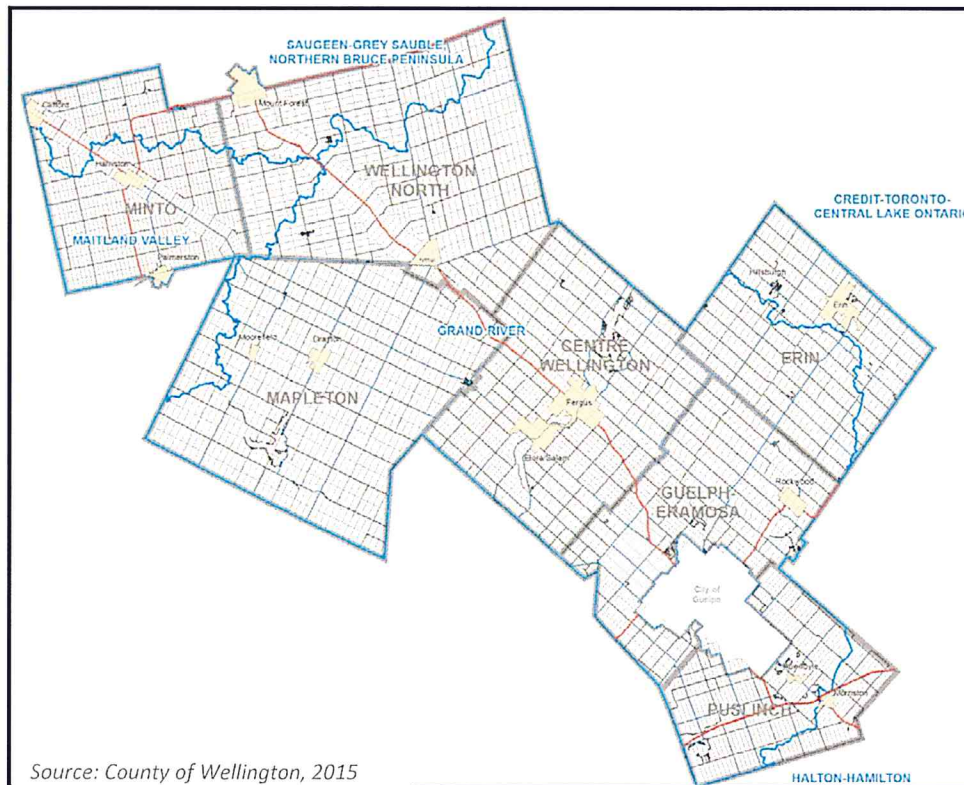 SAUGEEN-GREY SAUBLE,
NORTHERN BRUCE PENINSULA
Clifford
Mount Forest
WELLINGTON
NORTH
Harriston
MINTO
CREDIT-TORONTO-
CENTRAL LAKE ONTARIO
MAITLAND VALLEY
Palmerston
Arthur
Hillsburgh
Erin
GRAND RIVER
Moorefield
Drayton
CENTRE
WELLINGTON
ERIN
MAPLETON
Fergus
Elora-Salem
GUELPH-
ERAMOSA
Rockwood
City of
Guelph
Aberfoyle
Morriston
PUSLINCH
Source: County of Wellington, 2015
HALTON-HAMILTON